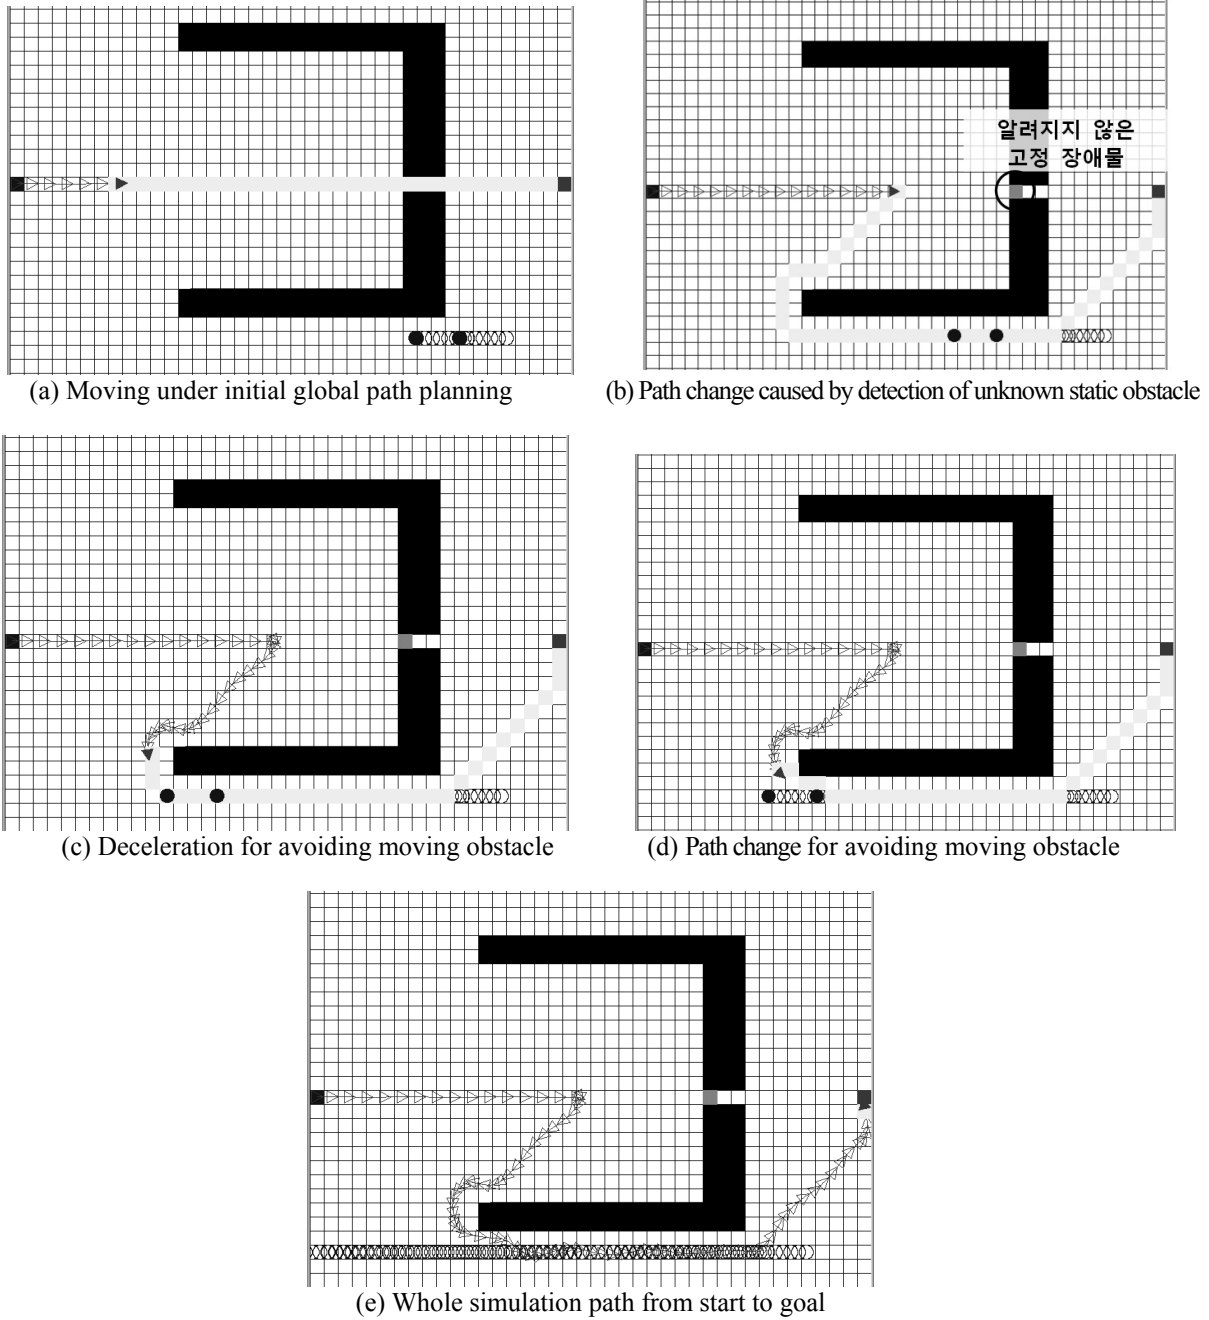 알려지지 않은
고정 장애물
(a) Moving under initial global path planning
(b) Path change caused by detection of unknown static obstacle
(c) Deceleration for avoiding moving obstacle
(d) Path change for avoiding moving obstacle
(e) Whole simulation path from start to goal